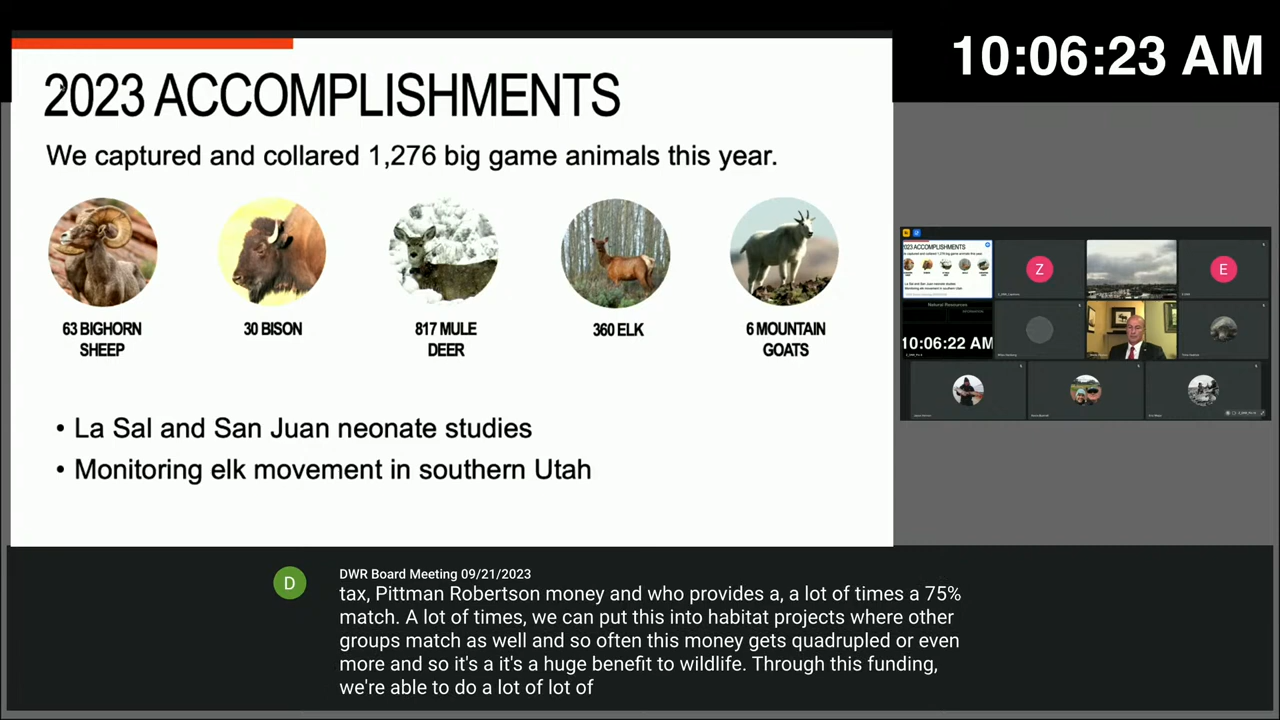 10:06:23 AM
2023 ACCOMPLISHMENTS
We captured and collared 1,276 big game animals this year.
63 BIGHORN
SHEEP
30 BISON
817 MULE
DEER
360 ELK
6 MOUNTAIN
GOATS
• La Sal and San Juan neonate studies
• Monitoring elk movement in southern Utah
2023 ACCOMPLISHMENTS
Z
E
Natural Resources
10:06:22 AM
D
DWR Board Meeting 09/21/2023
tax, Pittman Robertson money and who provides a, a lot of times a 75%
match. A lot of times, we can put this into habitat projects where other
groups match as well and so often this money gets quadrupled or even
more and so it's a it's a huge benefit to wildlife. Through this funding,
we're able to do a lot of lot of